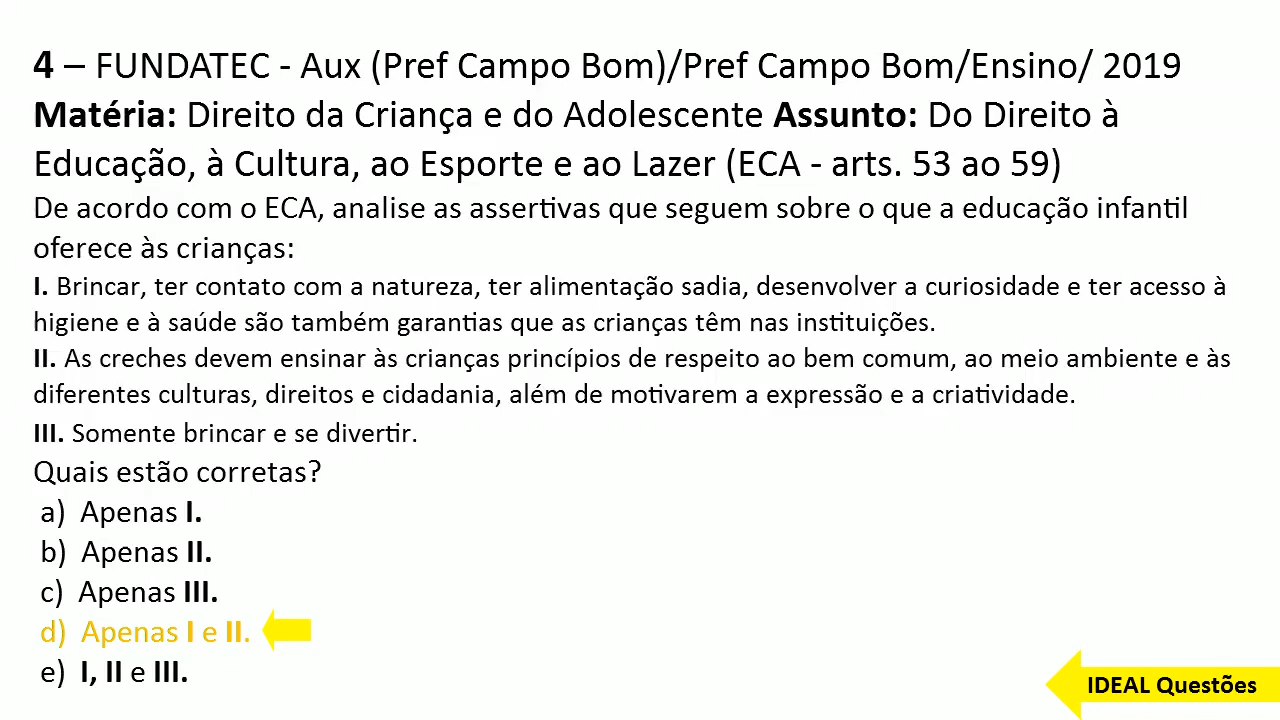 4 – FUNDATEC - Aux (Pref Campo Bom)/Pref Campo Bom/Ensino/ 2019
Matéria: Direito da Criança e do Adolescente Assunto: Do Direito à
Educação, à Cultura, ao Esporte e ao Lazer (ECA - arts. 53 ao 59)
De acordo com o ECA, analise as assertivas que seguem sobre o que a educação infantil
oferece às crianças:
I. Brincar, ter contato com a natureza, ter alimentação sadia, desenvolver a curiosidade e ter acesso à
higiene e à saúde são também garantias que as crianças têm nas instituições.
II. As creches devem ensinar às crianças princípios de respeito ao bem comum, ao meio ambiente e às
diferentes culturas, direitos e cidadania, além de motivarem a expressão e a criatividade.
III. Somente brincar e se divertir.
Quais estão corretas?
a) Apenas I.
b) Apenas II.
c) Apenas III.
d) Apenas I e II.
e) I, II e III.
IDEAL Questões